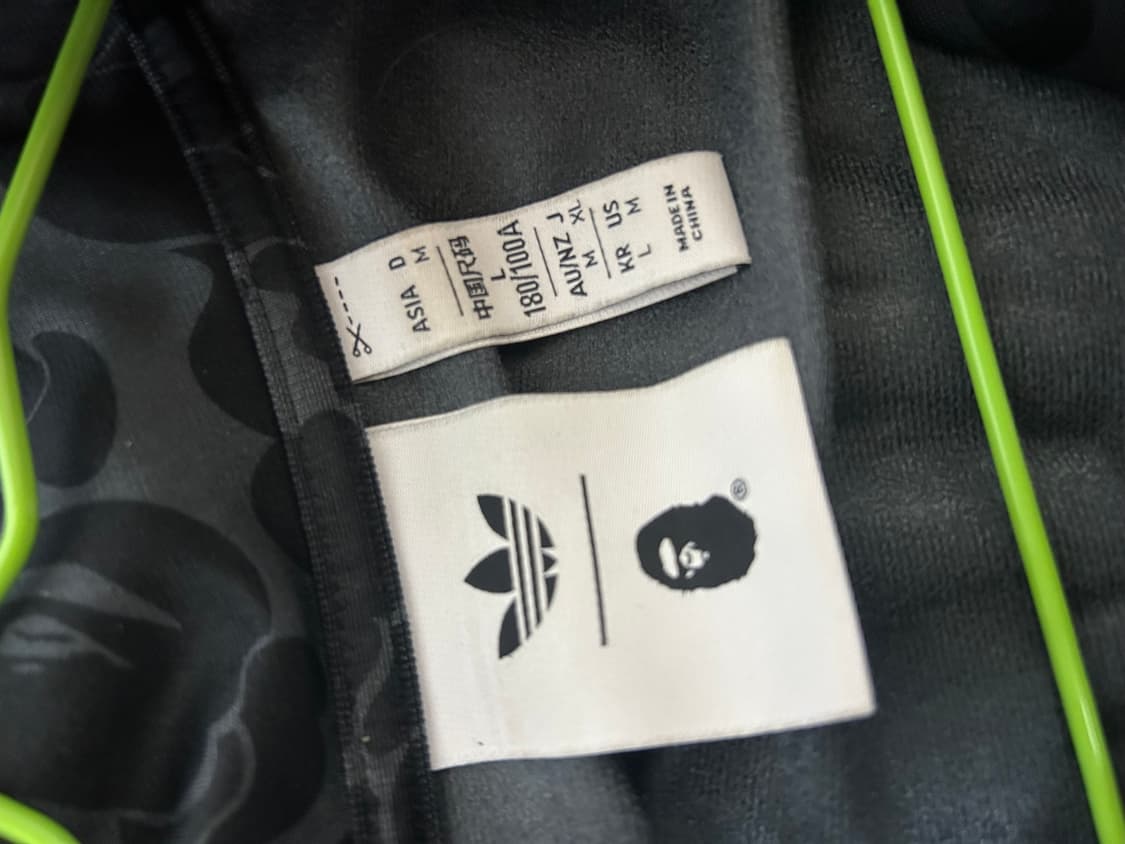 ASIA D
M
中国尺码
L
180/100A
AU/NZ J
M XL
KR US
L M
MADE IN
CHINA
®